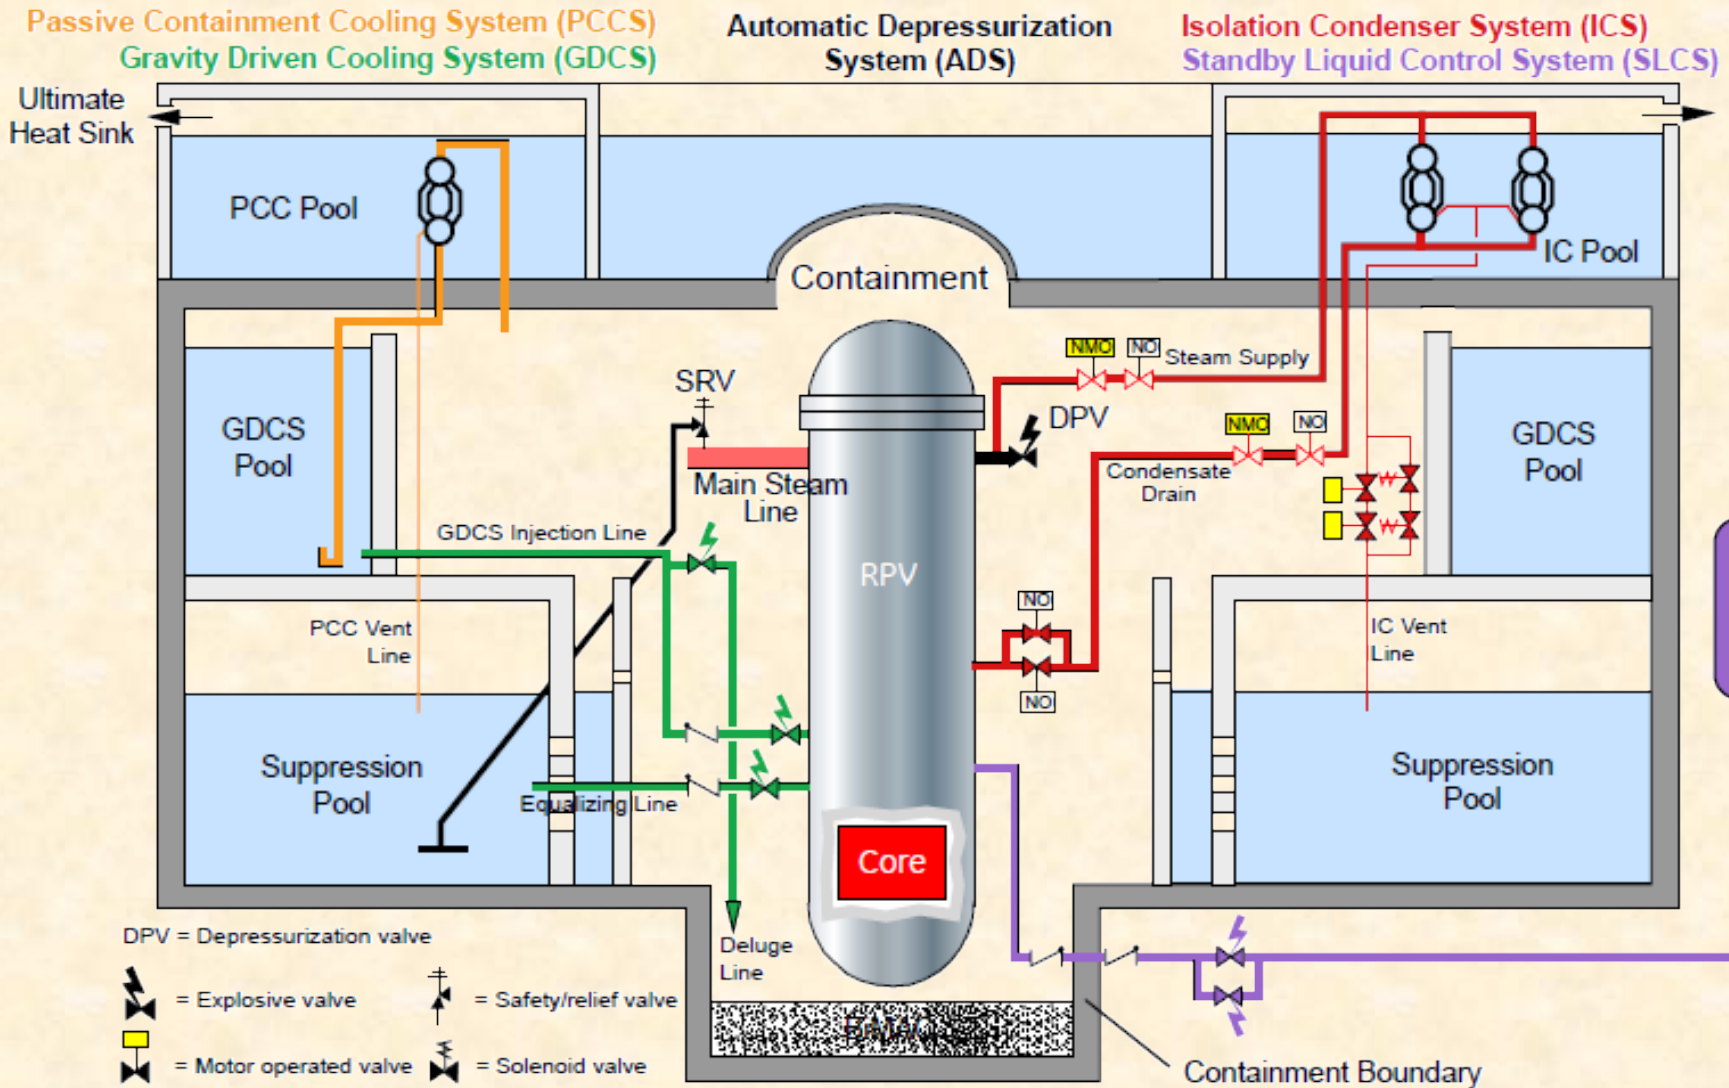 Passive Containment Cooling System (PCCS)
Gravity Driven Cooling System (GDCS)
Automatic Depressurization
System (ADS)
Isolation Condenser System (ICS)
Standby Liquid Control System (SLCS)
Ultimate
Heat Sink
PCC Pool
IC Pool
Containment
NMO
NO
Steam Supply
SRV
DPV
GDCS
Pool
NMO
NO
GDCS
Pool
Main Steam
Line
Condensate
Drain
GDCS Injection Line
RPV
NO
PCC Vent
Line
IC Vent
Line
NO
Suppression
Pool
Suppression
Pool
Equalizing Line
Core
DPV = Depressurization valve
Deluge
Line
= Explosive valve
= Safety/relief valve
BiMAC
= Motor operated valve
= Solenoid valve
Containment Boundary